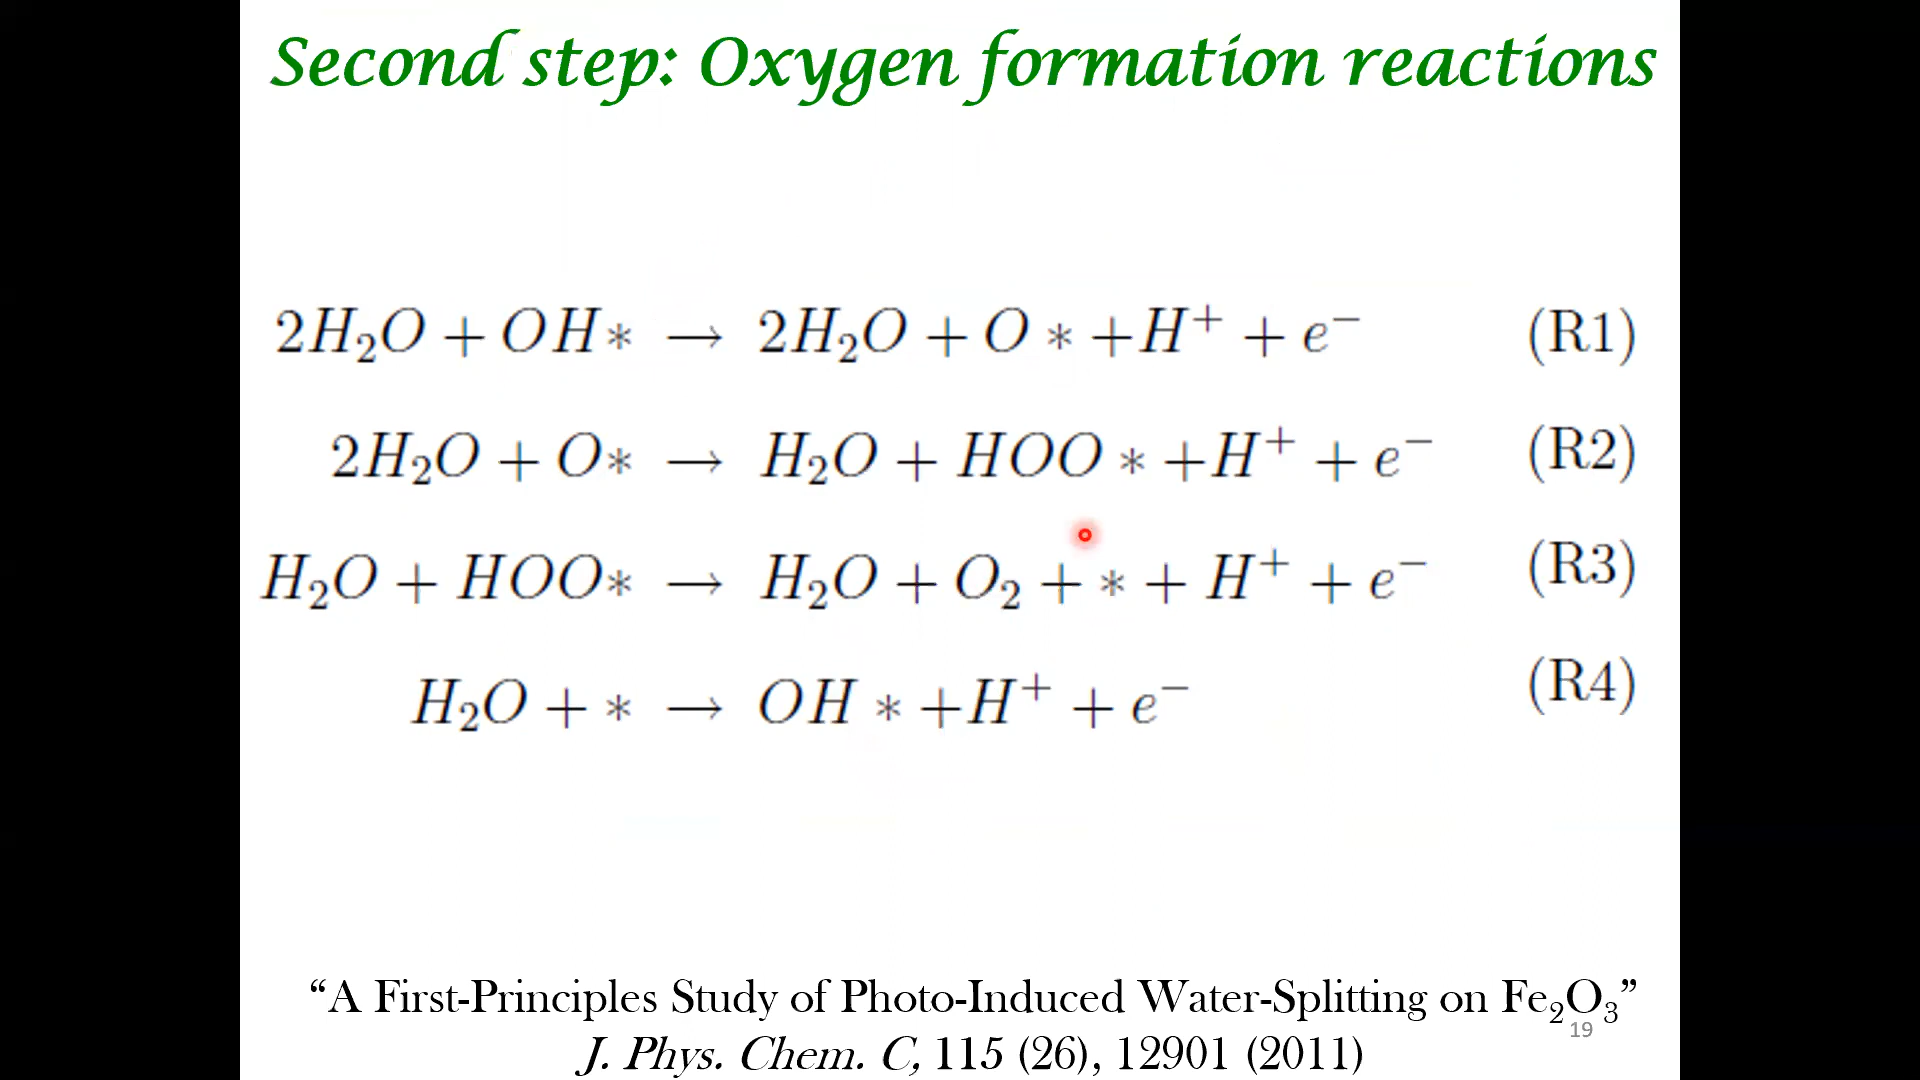 Second step: Oxygen formation reactions
2H₂O + OH* → 2H₂O + O * +H⁺ + e⁻ (R1)
2H₂O + O* → H₂O + HOO * +H⁺ + e⁻ (R2)
H₂O + HOO* → H₂O + O₂ + * + H⁺ + e⁻ (R3)
H₂O + * → OH * +H⁺ + e⁻ (R4)
“A First-Principles Study of Photo-Induced Water-Splitting on Fe₂O₃”
19
J. Phys. Chem. C, 115 (26), 12901 (2011)